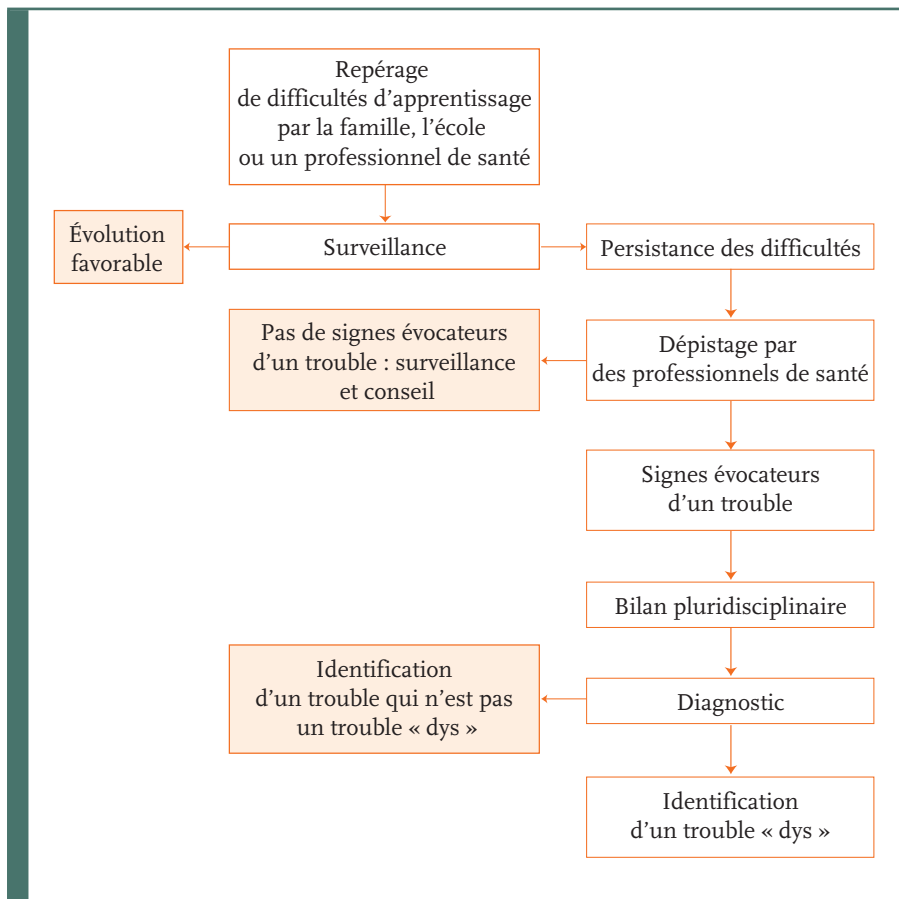 Repérage
de difficultés d’apprentissage
par la famille, l’école
ou un professionnel de santé
Évolution
favorable
Surveillance
Persistance des difficultés
Pas de signes évocateurs
d’un trouble : surveillance
et conseil
Dépistage par
des professionnels de santé
Signes évocateurs
d’un trouble
Bilan pluridisciplinaire
Identification
d’un trouble qui n’est pas
un trouble « dys »
Diagnostic
Identification
d’un trouble « dys »